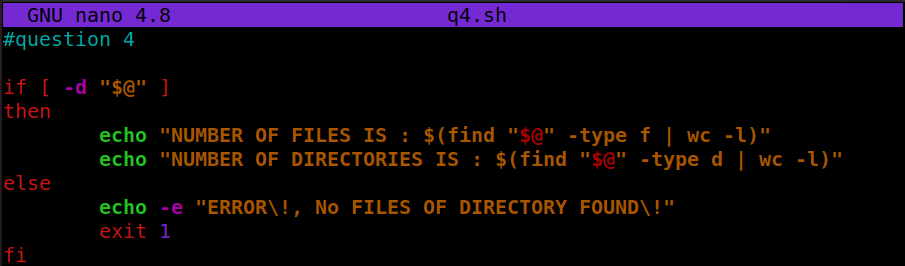 GNU nano 4.8 q4.sh
#question 4
if [ -d "$@" ]
then
echo "NUMBER OF FILES IS : $(find "$@" -type f | wc -l)"
echo "NUMBER OF DIRECTORIES IS : $(find "$@" -type d | wc -l)"
else
echo -e "ERROR\!, No FILES OF DIRECTORY FOUND\!"
exit 1
fi